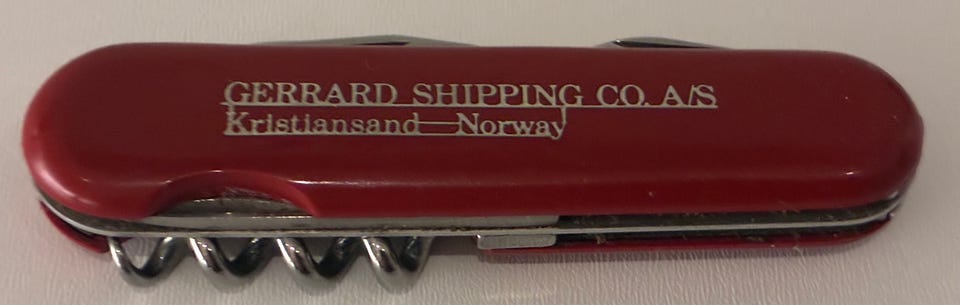 GERRARD SHIPPING CO. A/S
Kristiansand—Norway